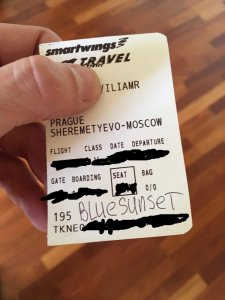 smartwings
TRAVEL
VILIAMR
PRAGUE
SHEREMETYEVO-MOSCOW
FLIGHT CLASS DATE DEPARTURE
GATE BOARDING SEAT BAG
0/0
195 BLUESUNSET
TKNE